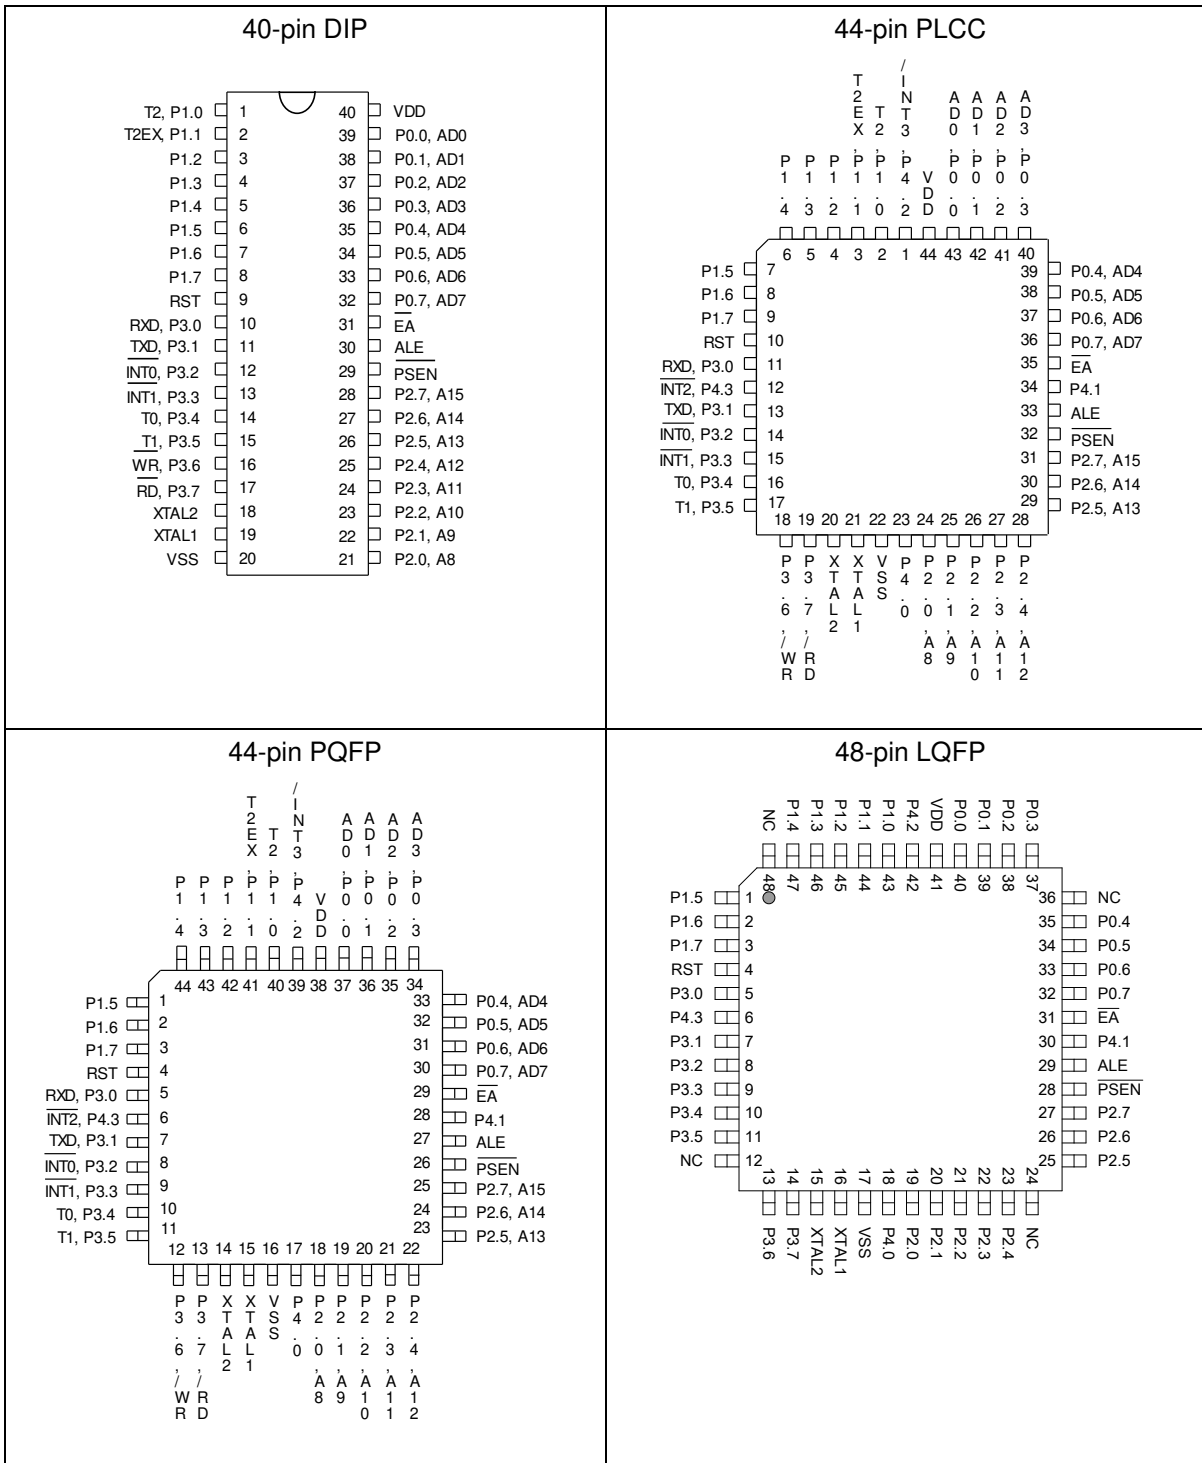 40-pin DIP
T2, P1.0 1 40 VDD
T2EX, P1.1 2 39 P0.0, AD0
P1.2 3 38 P0.1, AD1
P1.3 4 37 P0.2, AD2
P1.4 5 36 P0.3, AD3
P1.5 6 35 P0.4, AD4
P1.6 7 34 P0.5, AD5
P1.7 8 33 P0.6, AD6
RST 9 32 P0.7, AD7
RXD, P3.0 10 31 EA
TXD, P3.1 11 30 ALE
INT0, P3.2 12 29 PSEN
INT1, P3.3 13 28 P2.7, A15
T0, P3.4 14 27 P2.6, A14
T1, P3.5 15 26 P2.5, A13
WR, P3.6 16 25 P2.4, A12
RD, P3.7 17 24 P2.3, A11
XTAL2 18 23 P2.2, A10
XTAL1 19 22 P2.1, A9
VSS 20 21 P2.0, A8
44-pin PLCC
P1.4
P1.3
P1.2
T2EX,P1.1
T2,P1.0
/INT3,P4.2
VDD
AD0,P0.0
AD1,P0.1
AD2,P0.2
AD3,P0.3
6 5 4 3 2 1 44 43 42 41 40
P1.5 7 39 P0.4, AD4
P1.6 8 38 P0.5, AD5
P1.7 9 37 P0.6, AD6
RST 10 36 P0.7, AD7
RXD, P3.0 11 35 EA
INT2, P4.3 12 34 P4.1
TXD, P3.1 13 33 ALE
INT0, P3.2 14 32 PSEN
INT1, P3.3 15 31 P2.7, A15
T0, P3.4 16 30 P2.6, A14
T1, P3.5 17 29 P2.5, A13
18 19 20 21 22 23 24 25 26 27 28
P3.6,/WR
P3.7,/RD
XTAL2
XTAL1
VSS
P4.0
P2.0,A8
P2.1,A9
P2.2,A10
P2.3,A11
P2.4,A12
44-pin PQFP
P1.4
P1.3
P1.2
T2EX,P1.1
T2,P1.0
/INT3,P4.2
VDD
AD0,P0.0
AD1,P0.1
AD2,P0.2
AD3,P0.3
44 43 42 41 40 39 38 37 36 35 34
P1.5 1 33 P0.4, AD4
P1.6 2 32 P0.5, AD5
P1.7 3 31 P0.6, AD6
RST 4 30 P0.7, AD7
RXD, P3.0 5 29 EA
INT2, P4.3 6 28 P4.1
TXD, P3.1 7 27 ALE
INT0, P3.2 8 26 PSEN
INT1, P3.3 9 25 P2.7, A15
T0, P3.4 10 24 P2.6, A14
T1, P3.5 11 23 P2.5, A13
12 13 14 15 16 17 18 19 20 21 22
P3.6,/WR
P3.7,/RD
XTAL2
XTAL1
VSS
P4.0
P2.0,A8
P2.1,A9
P2.2,A10
P2.3,A11
P2.4,A12
48-pin LQFP
NC P1.4 P1.3 P1.2 P1.1 P1.0 P4.2 VDD P0.0 P0.1 P0.2 P0.3
48 47 46 45 44 43 42 41 40 39 38 37
P1.5 1 36 NC
P1.6 2 35 P0.4
P1.7 3 34 P0.5
RST 4 33 P0.6
P3.0 5 32 P0.7
P4.3 6 31 EA
P3.1 7 30 P4.1
P3.2 8 29 ALE
P3.3 9 28 PSEN
P3.4 10 27 P2.7
P3.5 11 26 P2.6
NC 12 25 P2.5
13 14 15 16 17 18 19 20 21 22 23 24
P3.6 P3.7 XTAL2 XTAL1 VSS P4.0 P2.0 P2.1 P2.2 P2.3 P2.4 NC